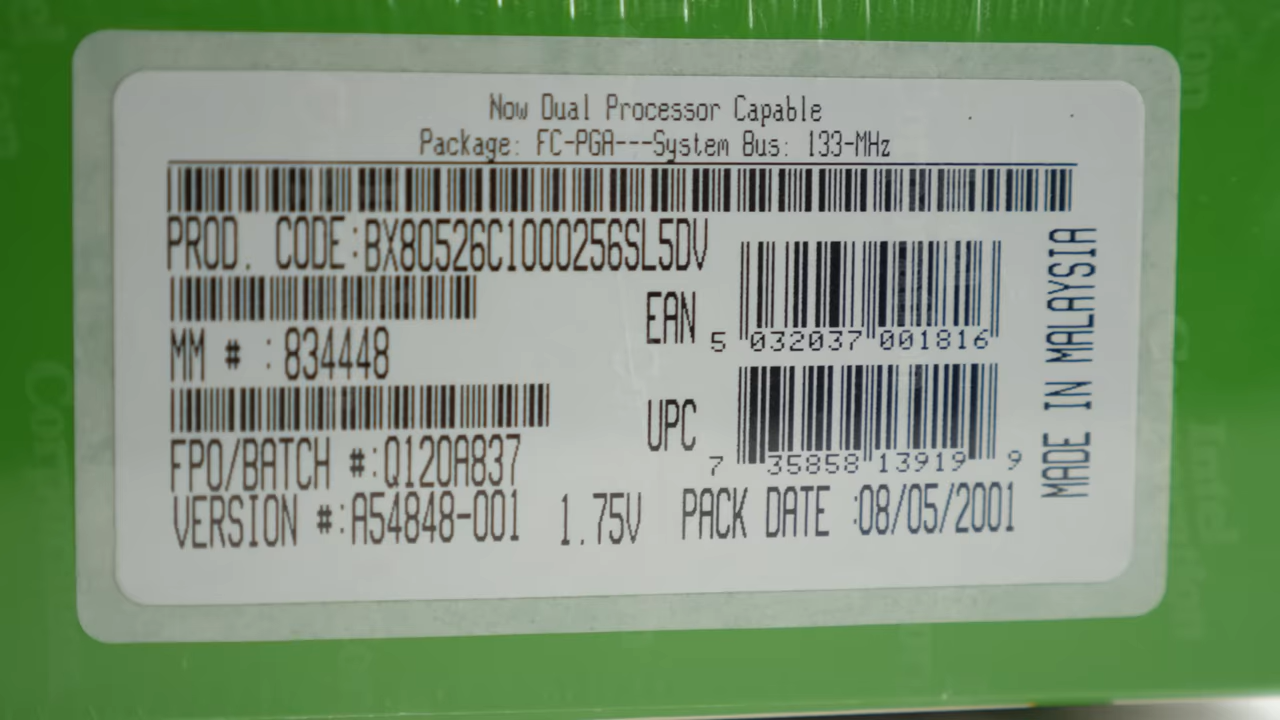 Now Dual Processor Capable
Package: FC-PGA---System Bus: 133-MHz
PROD. CODE:BX80526C1000256SL5DV
MM # :834448
FPO/BATCH #:Q120A837
VERSION #:A54848-001 1.75V PACK DATE :08/05/2001
EAN
5 032037 001816
UPC
7 35858 13919 9
MADE IN MALAYSIA